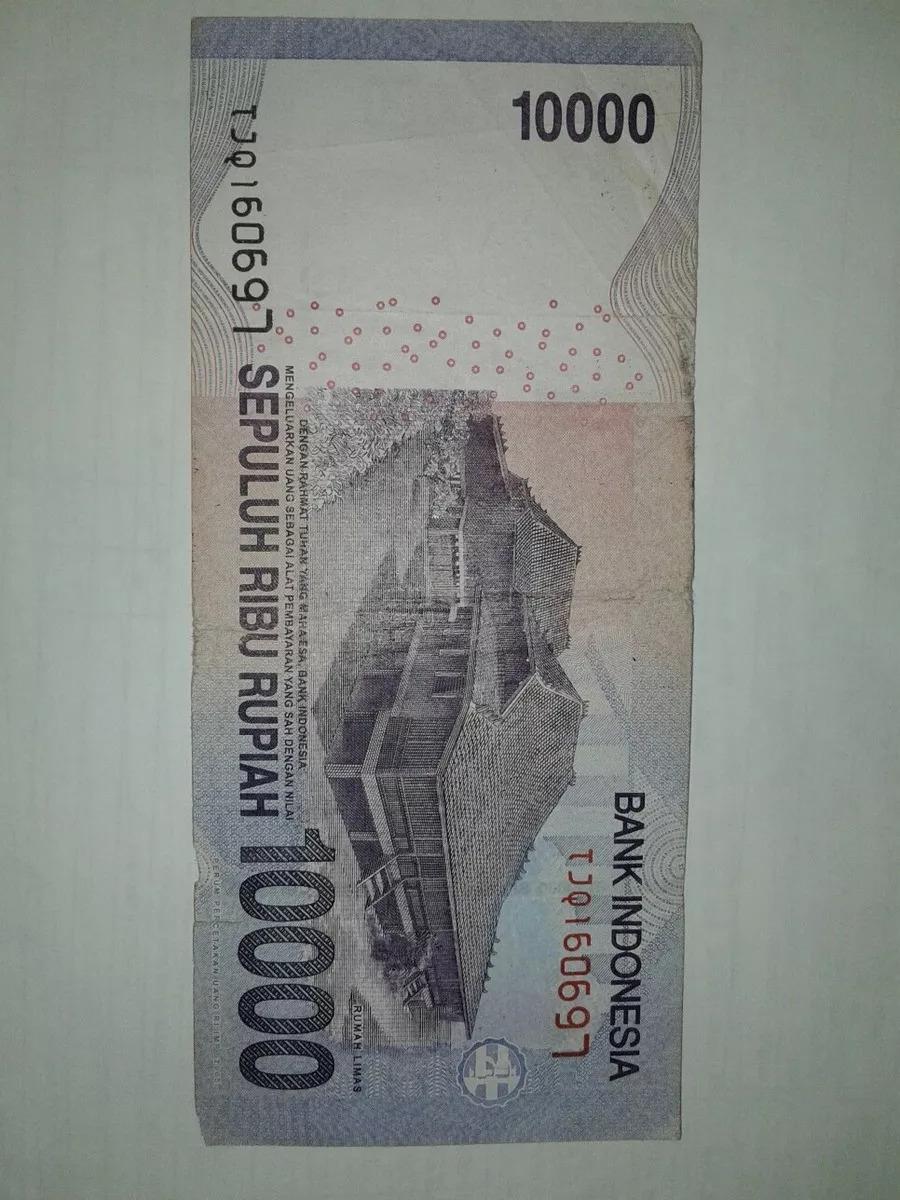 10000
BANK INDONESIA
TJQ160697
RUMAH LIMAS
DENGAN RAHMAT TUHAN YANG MAHA ESA, BANK INDONESIA
MENGELUARKAN UANG SEBAGAI ALAT PEMBAYARAN YANG SAH DENGAN NILAI
TJQ160697
SEPULUH RIBU RUPIAH
10000
PERUM PERCETAKAN UANG RI